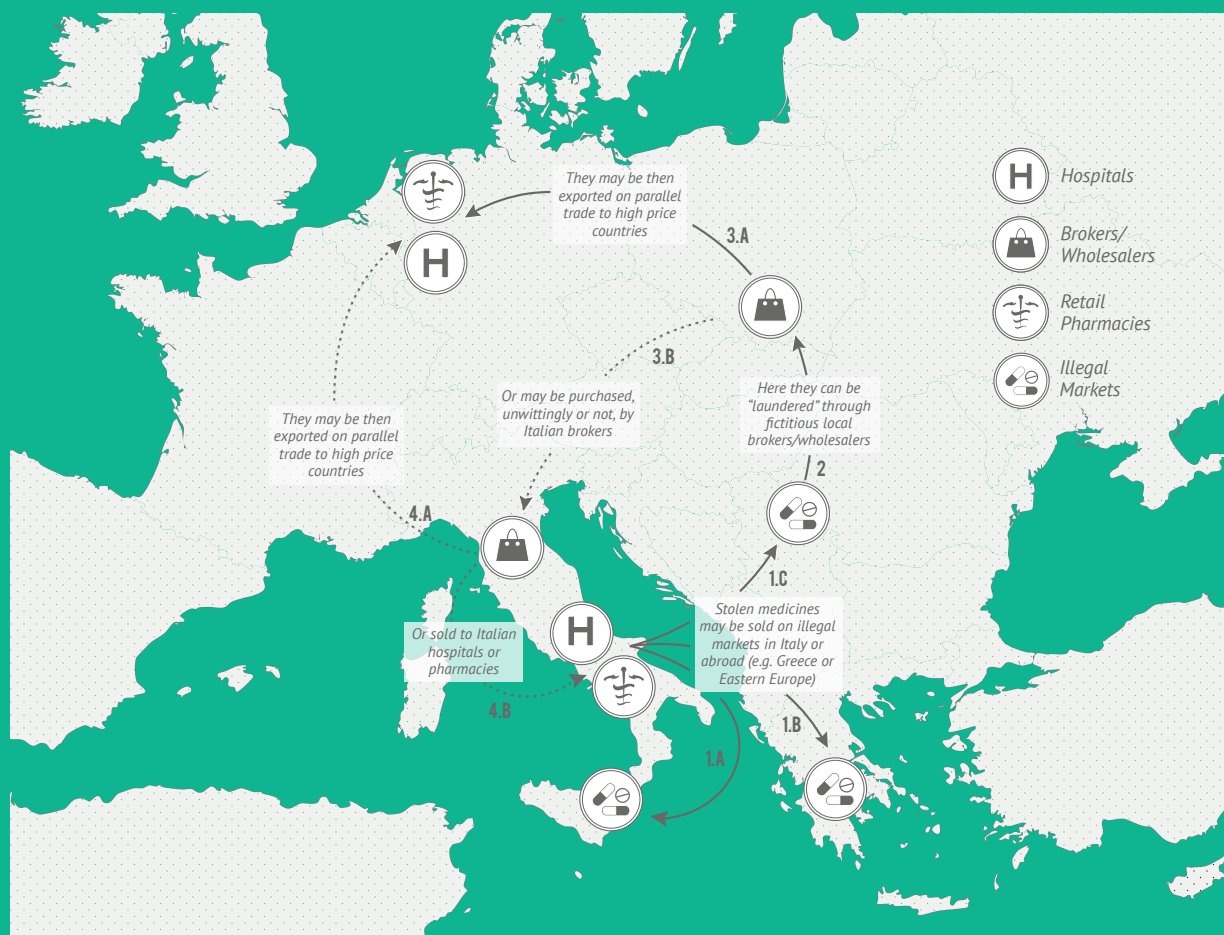 They may be then
exported on parallel
trade to high price
countries
3.A
H
3.B
Or may be purchased,
unwittingly or not, by
Italian brokers
Here they can be
“laundered” through
fictitious local
brokers/wholesalers
2
They may be then
exported on parallel
trade to high price
countries
4.A
1.C
Stolen medicines
may be sold on illegal
markets in Italy or
abroad (e.g. Greece or
Eastern Europe)
H
Or sold to Italian
hospitals or
pharmacies
4.B
1.B
1.A
H
Hospitals
Brokers/
Wholesalers
Retail
Pharmacies
Illegal
Markets